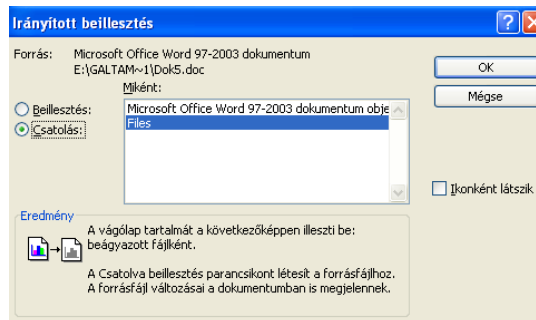 Irányított beillesztés
Forrás: Microsoft Office Word 97-2003 dokumentum
E:\GALTAM~1\Dok5.doc
OK
Miként:
Mégse
Beillesztés:
Microsoft Office Word 97-2003 dokumentum obje
Csatolás:
Files
Ikonként látszik
Eredmény
A vágólap tartalmát a következőképpen illeszti be:
beágyazott fájlként.
A Csatolva beillesztés parancsikont létesít a forrásfájlhoz.
A forrásfájl változásai a dokumentumban is megjelennek.